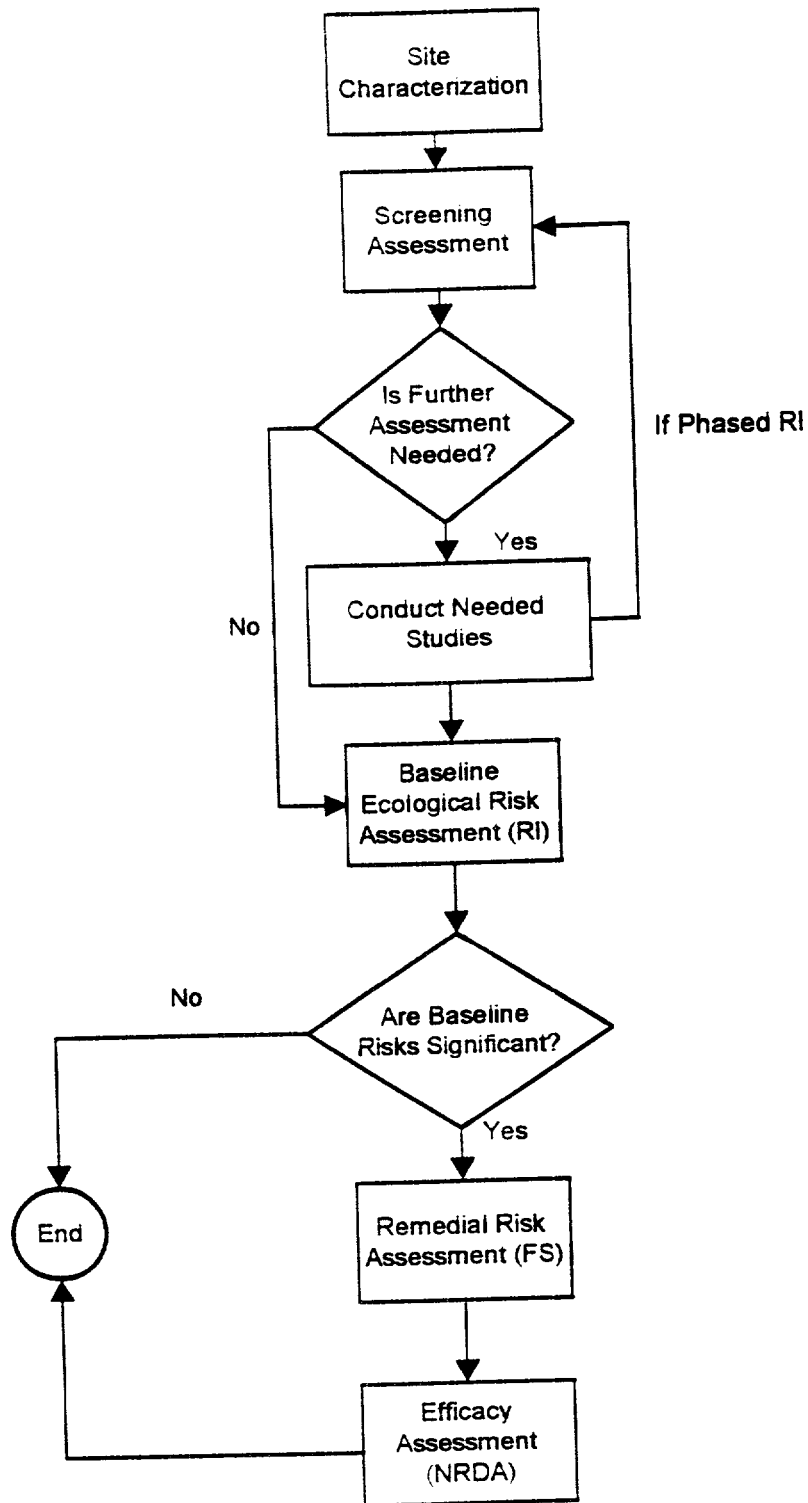 Site
Characterization
Screening
Assessment
Is Further
Assessment
Needed?
If Phased RI
Yes
Conduct Needed
Studies
No
Baseline
Ecological Risk
Assessment (RI)
No
Are Baseline
Risks Significant?
Yes
End
Remedial Risk
Assessment (FS)
Efficacy
Assessment
(NRDA)